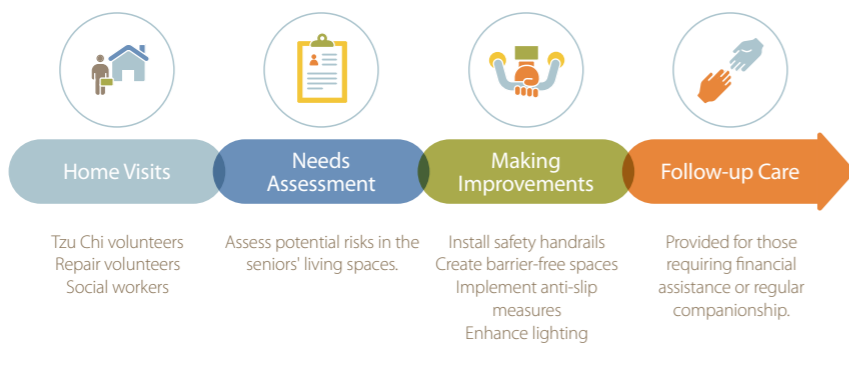 Home Visits
Needs
Assessment
Making
Improvements
Follow-up Care
Tzu Chi volunteers
Repair volunteers
Social workers
Assess potential risks in the
seniors' living spaces.
Install safety handrails
Create barrier-free spaces
Implement anti-slip
measures
Enhance lighting
Provided for those
requiring financial
assistance or regular
companionship.